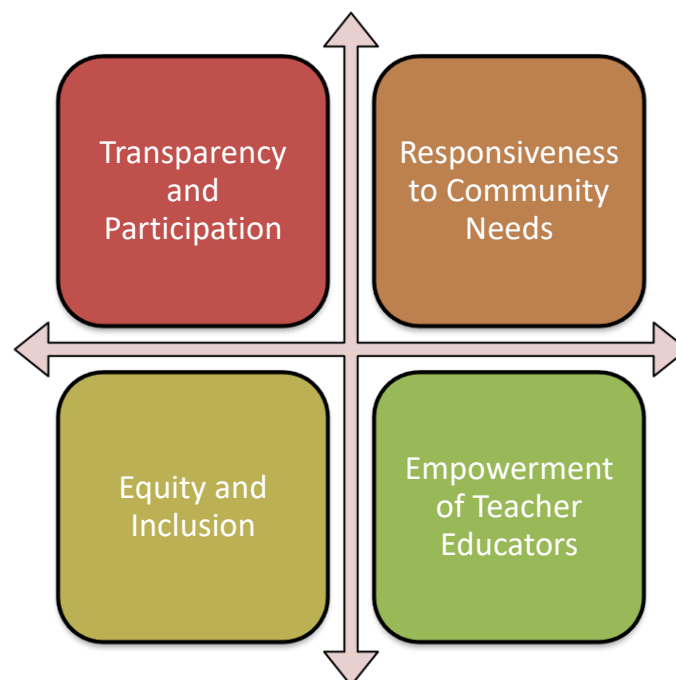 Transparency
and
Participation
Responsiveness
to Community
Needs
Equity and
Inclusion
Empowerment
of Teacher
Educators